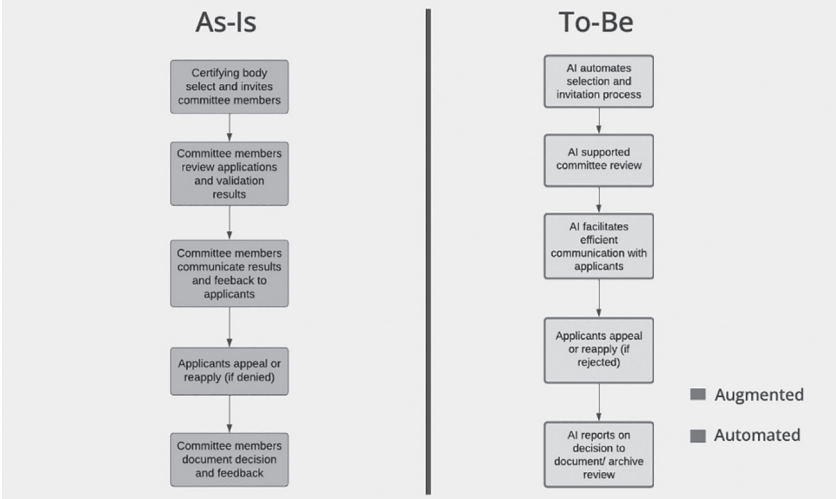 As-Is
Certifying body
select and invites
committee members
Committee members
review applications
and validation
results
Committee members
communicate results
and feeback to
applicants
Applicants appeal or
reapply (if denied)
Committee members
document decision
and feedback
To-Be
AI automates
selection and
invitation process
AI supported
committee review
AI facilitates
efficient
communication with
applicants
Applicants appeal
or reapply (if
rejected)
AI reports on
decision to
document/ archive
review
Augmented
Automated